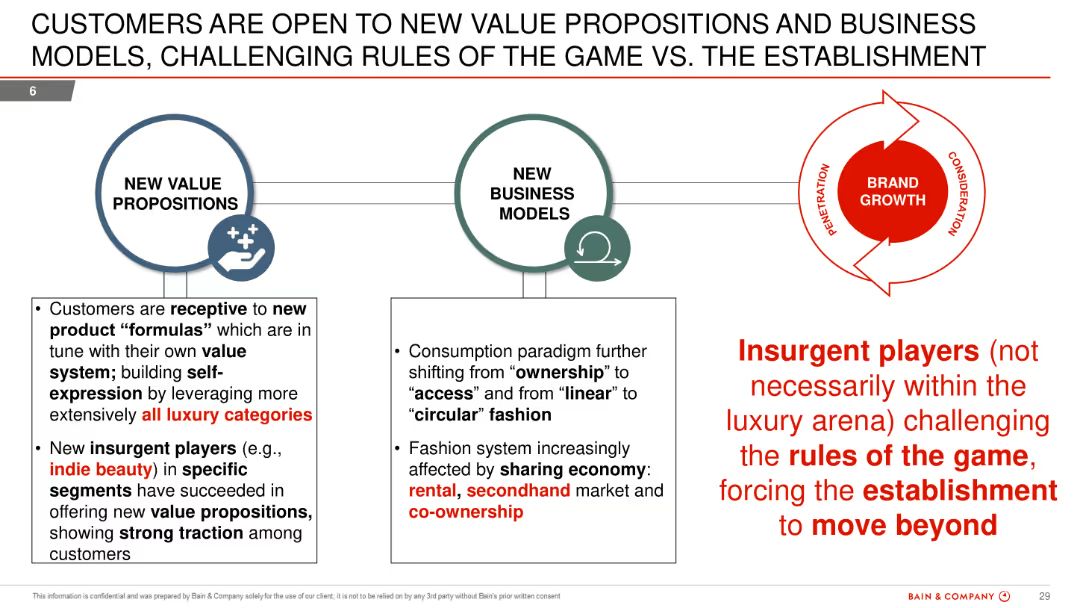 CUSTOMERS ARE OPEN TO NEW VALUE PROPOSITIONS AND BUSINESS
MODELS, CHALLENGING RULES OF THE GAME VS. THE ESTABLISHMENT
6
NEW VALUE
PROPOSITIONS
• Customers are receptive to new
product “formulas” which are in
tune with their own value
system; building self-
expression by leveraging more
extensively all luxury categories
• New insurgent players (e.g.,
indie beauty) in specific
segments have succeeded in
offering new value propositions,
showing strong traction among
customers
NEW
BUSINESS
MODELS
• Consumption paradigm further
shifting from “ownership” to
“access” and from “linear” to
“circular” fashion
• Fashion system increasingly
affected by sharing economy:
rental, secondhand market and
co-ownership
PENETRATION
BRAND
GROWTH
CONSIDERATION
Insurgent players (not
necessarily within the
luxury arena) challenging
the rules of the game,
forcing the establishment
to move beyond
This information is confidential and was prepared by Bain & Company solely for the use of our client; it is not to be relied on by any 3rd party without Bain's prior written consent
BAIN & COMPANY
29